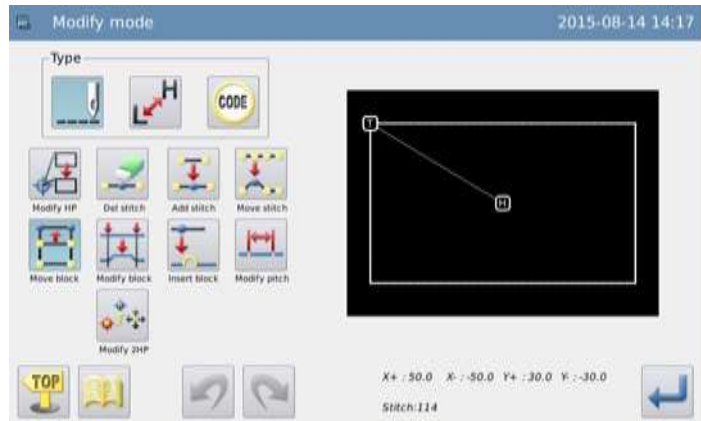 Modify mode 2015-08-14 14:17
Type
L H CODE
Modify HP Del stitch Add stitch Move stitch
Move block Modify block Insert block Modify pitch
Modify 2HP
T
H
TOP
X+ : 50.0 X- : -50.0 Y+ : 30.0 Y- : -30.0
Stitch:114